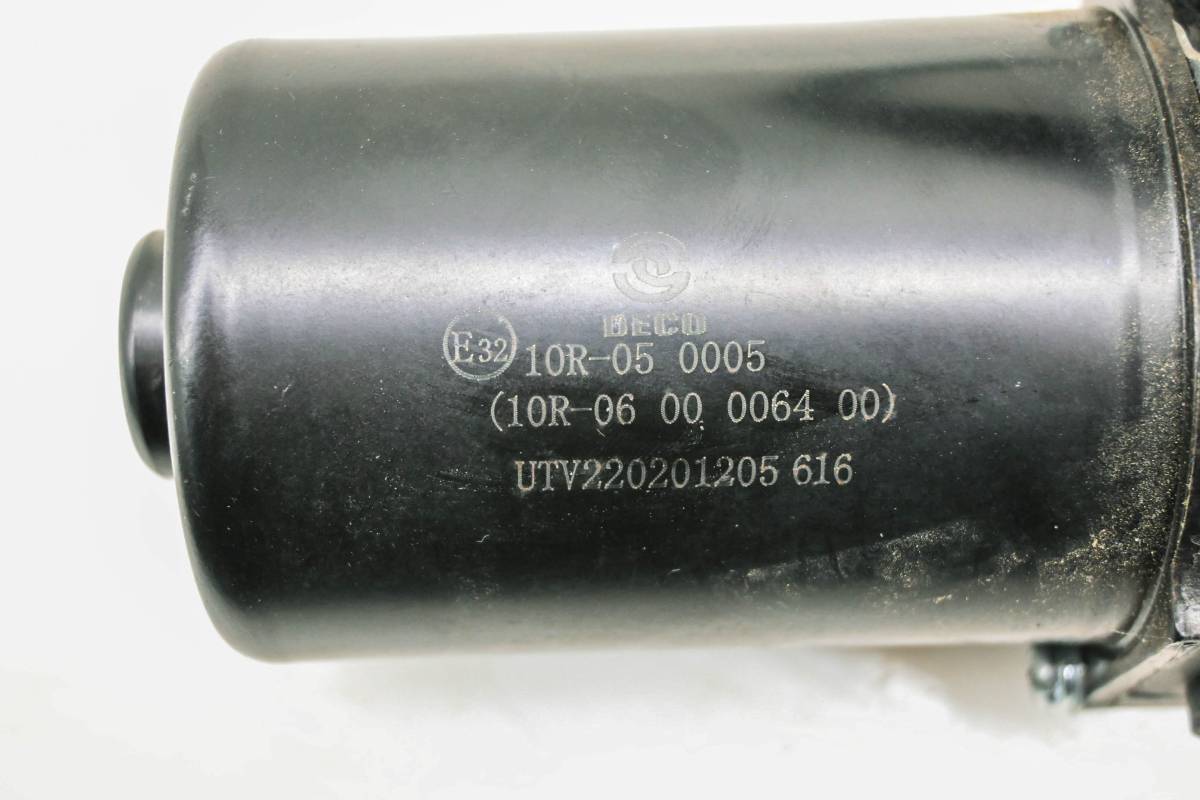 DECO
E32 10R-05 0005
(10R-06 00 0064 00)
UTV220201205 616